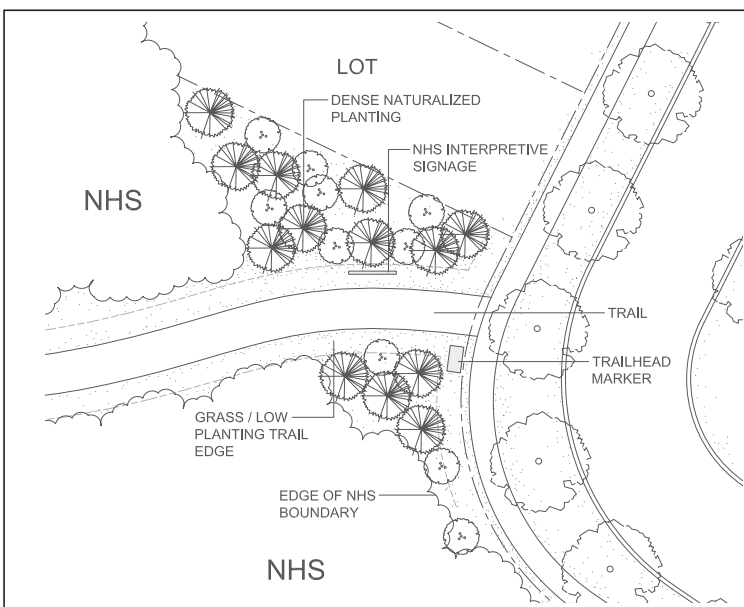 LOT
DENSE NATURALIZED
PLANTING
NHS INTERPRETIVE
SIGNAGE
NHS
TRAIL
TRAILHEAD
MARKER
GRASS / LOW
PLANTING TRAIL
EDGE
EDGE OF NHS
BOUNDARY
NHS